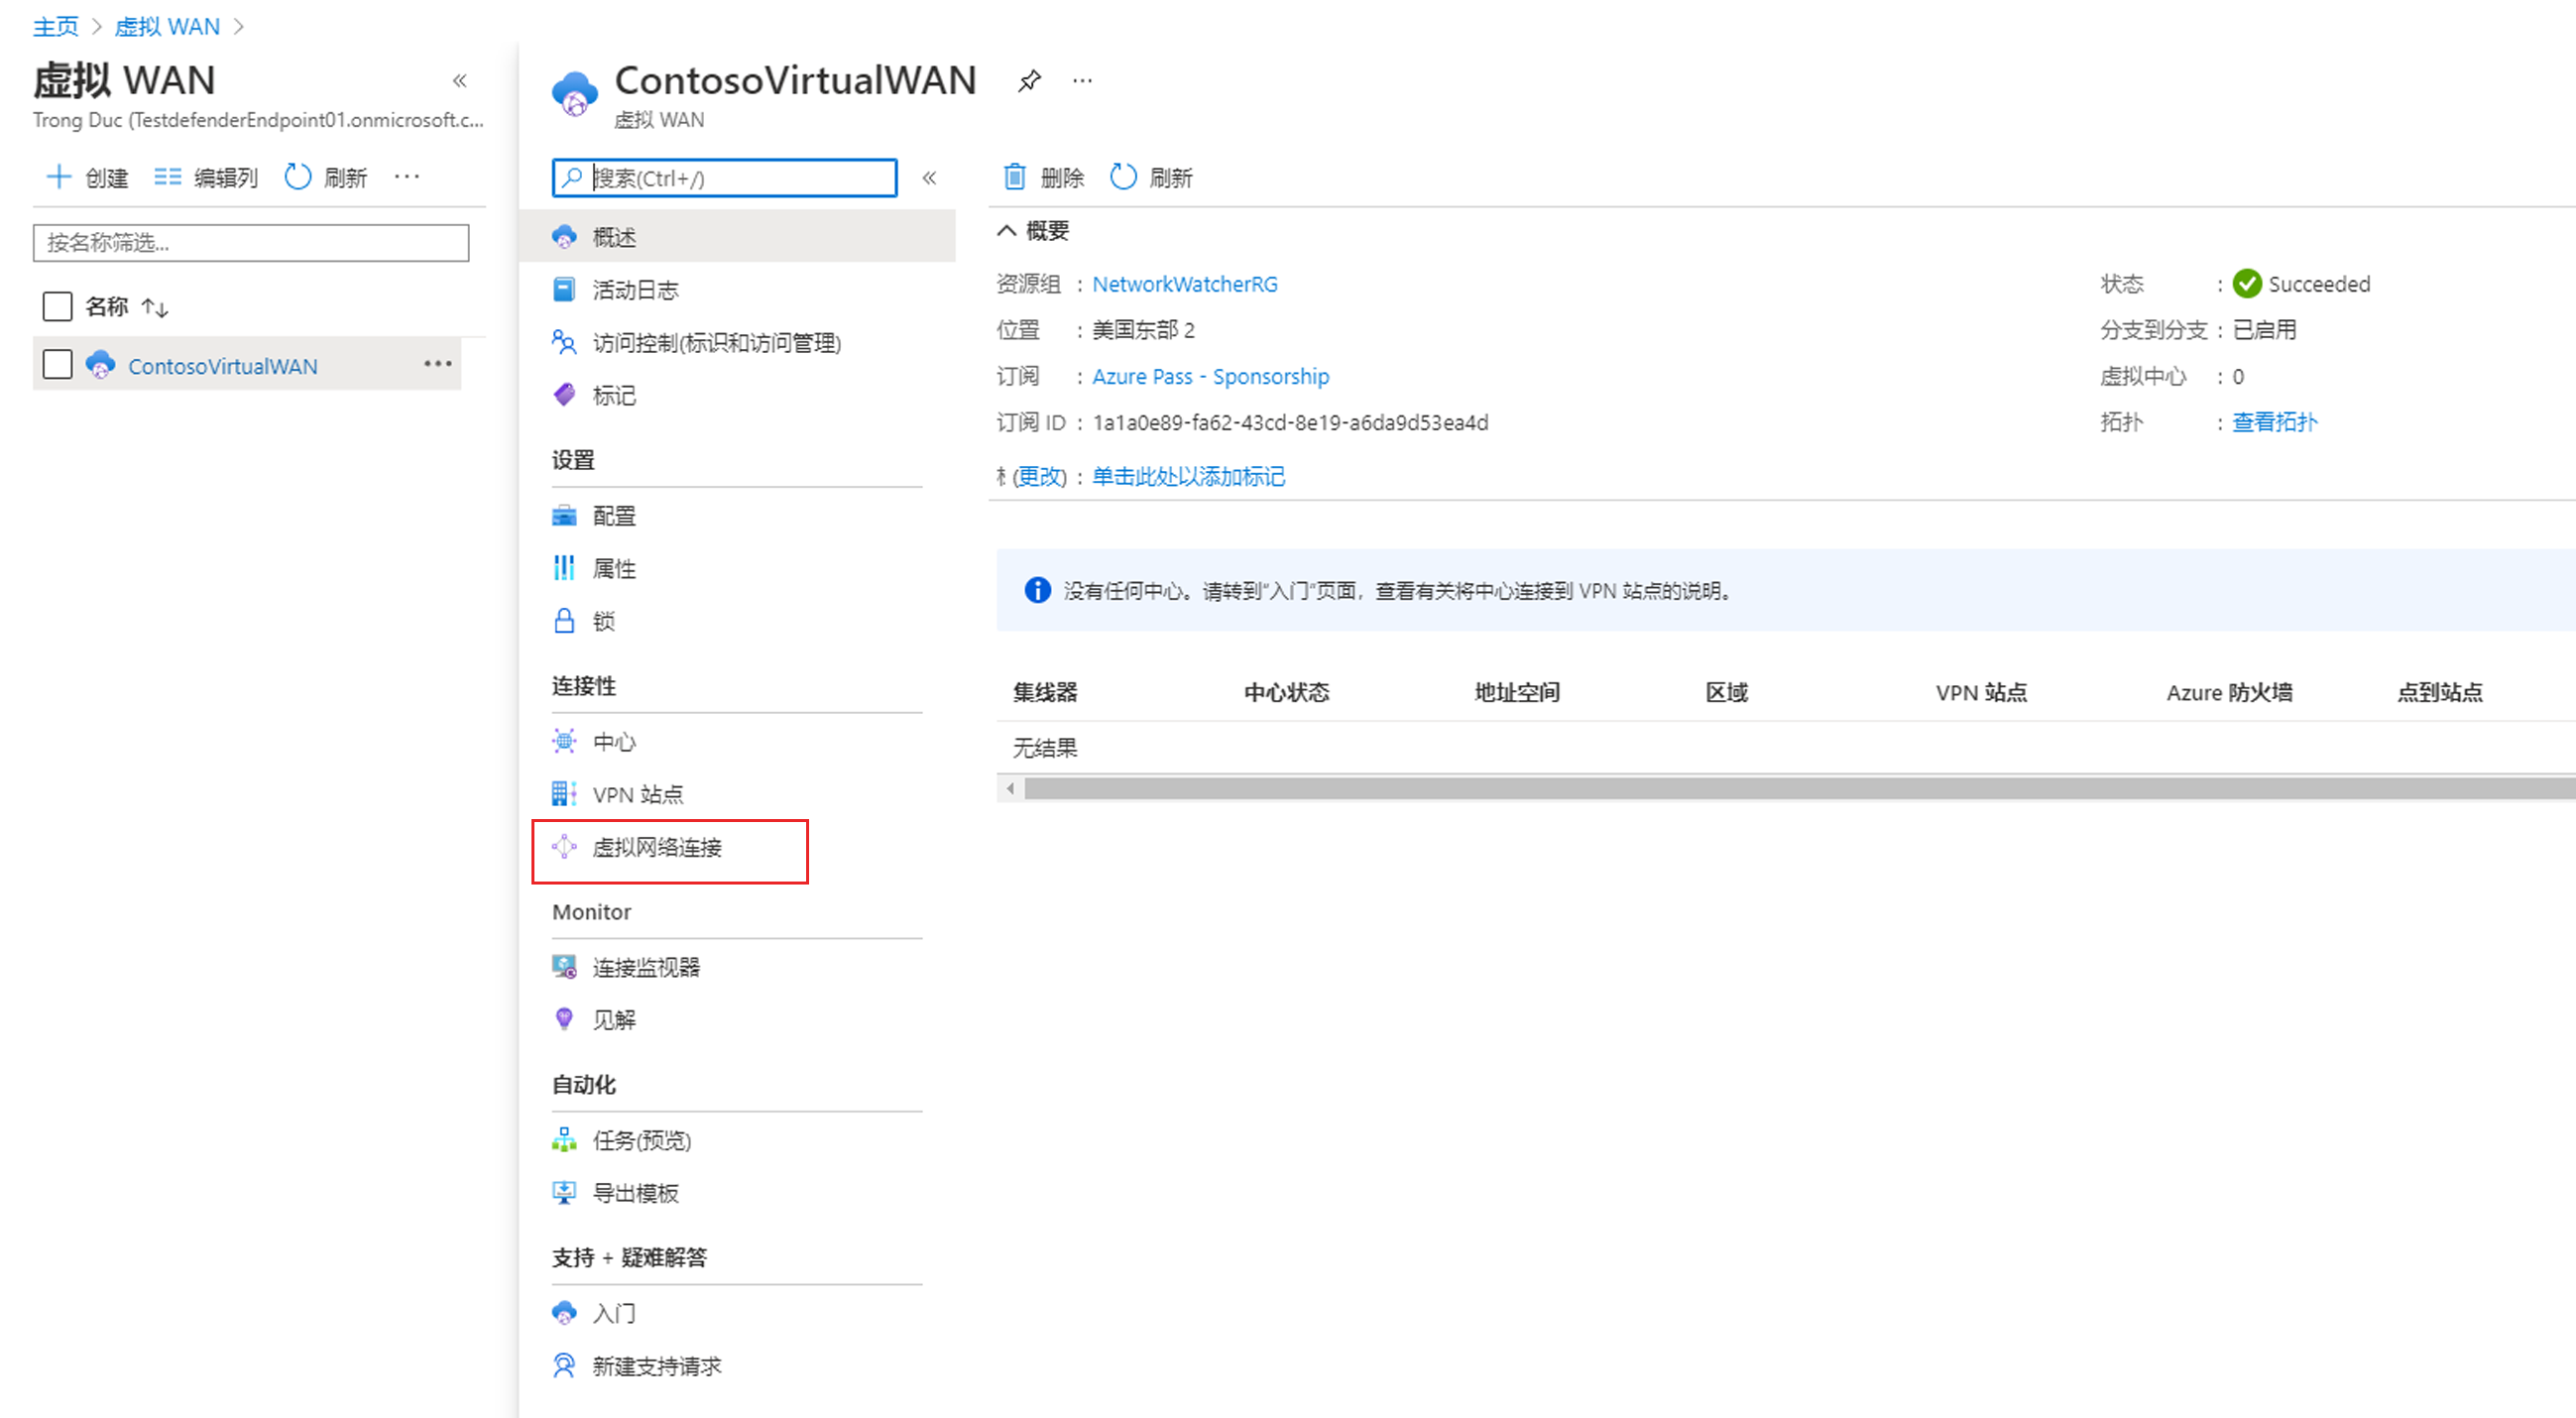 主页 > 虚拟 WAN >
虚拟 WAN
Trong Duc (TestdefenderEndpoint01.onmicrosoft.c...
创建 编辑列 刷新 ...
按名称筛选...
名称
ContosoVirtualWAN ...
ContosoVirtualWAN ...
虚拟 WAN
搜索(Ctrl+/)
概述
活动日志
访问控制(标识和访问管理)
标记
设置
配置
属性
锁
连接性
中心
VPN 站点
虚拟网络连接
Monitor
连接监视器
见解
自动化
任务(预览)
导出模板
支持 + 疑难解答
入门
新建支持请求
删除 刷新
概要
资源组 : NetworkWatcherRG
位置 : 美国东部 2
订阅 : Azure Pass - Sponsorship
订阅 ID : 1a1a0e89-fa62-43cd-8e19-a6da9d53ea4d
(更改) : 单击此处以添加标记
状态 : Succeeded
分支到分支 : 已启用
虚拟中心 : 0
拓扑 : 查看拓扑
没有任何中心。请转到“入门”页面，查看有关将中心连接到 VPN 站点的说明。
集线器 中心状态 地址空间 区域 VPN 站点 Azure 防火墙 点到站点
无结果